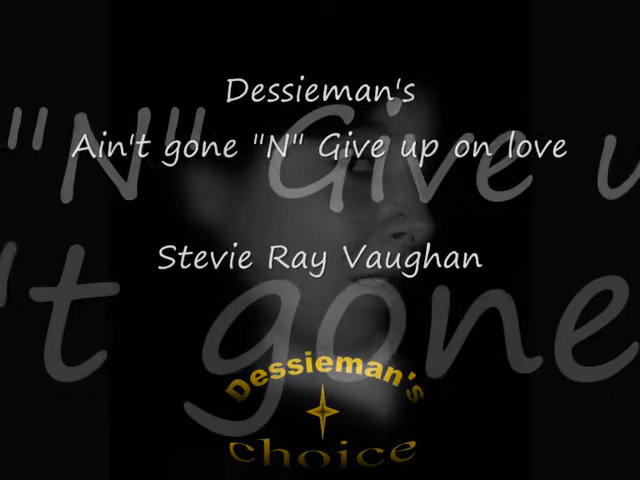 Dessieman's
Ain't gone "N" Give up on love
Stevie Ray Vaughan
"N" Give u
't gone
Dessieman's
Choice